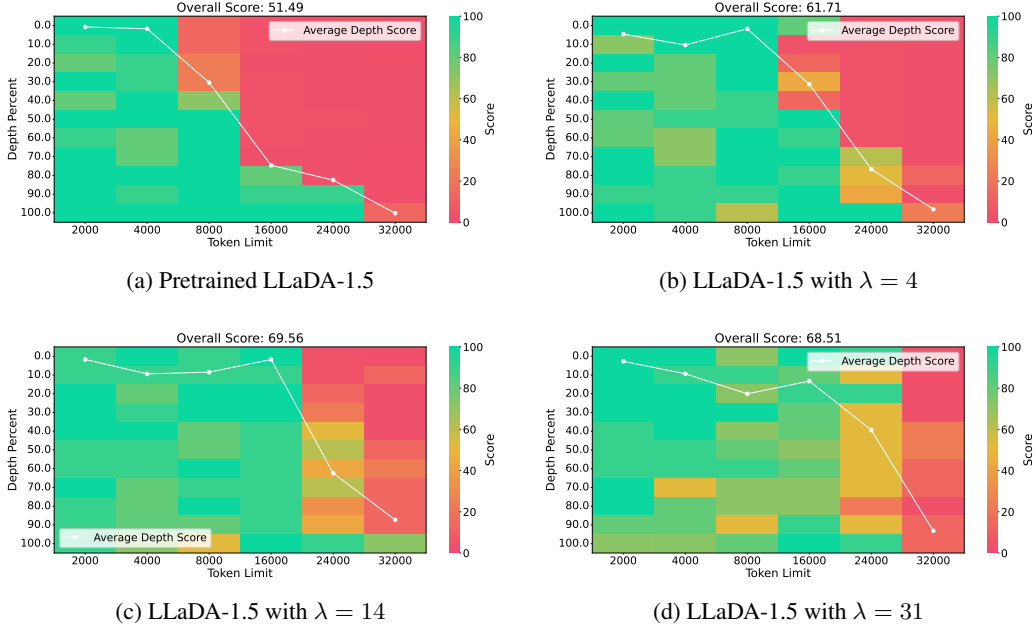 Overall Score: 51.49
Average Depth Score
0.0
10.0
20.0
30.0
40.0
50.0
60.0
70.0
80.0
90.0
100.0
Depth Percent
2000 4000 8000 16000 24000 32000
Token Limit
100
80
60
40
20
0
Score
(a) Pretrained LLaDA-1.5
Overall Score: 61.71
Average Depth Score
0.0
10.0
20.0
30.0
40.0
50.0
60.0
70.0
80.0
90.0
100.0
Depth Percent
2000 4000 8000 16000 24000 32000
Token Limit
100
80
60
40
20
0
Score
(b) LLaDA-1.5 with λ = 4
Overall Score: 69.56
0.0
10.0
20.0
30.0
40.0
50.0
60.0
70.0
80.0
90.0
100.0
Depth Percent
Average Depth Score
2000 4000 8000 16000 24000 32000
Token Limit
100
80
60
40
20
0
Score
(c) LLaDA-1.5 with λ = 14
Overall Score: 68.51
Average Depth Score
0.0
10.0
20.0
30.0
40.0
50.0
60.0
70.0
80.0
90.0
100.0
Depth Percent
2000 4000 8000 16000 24000 32000
Token Limit
100
80
60
40
20
0
Score
(d) LLaDA-1.5 with λ = 31